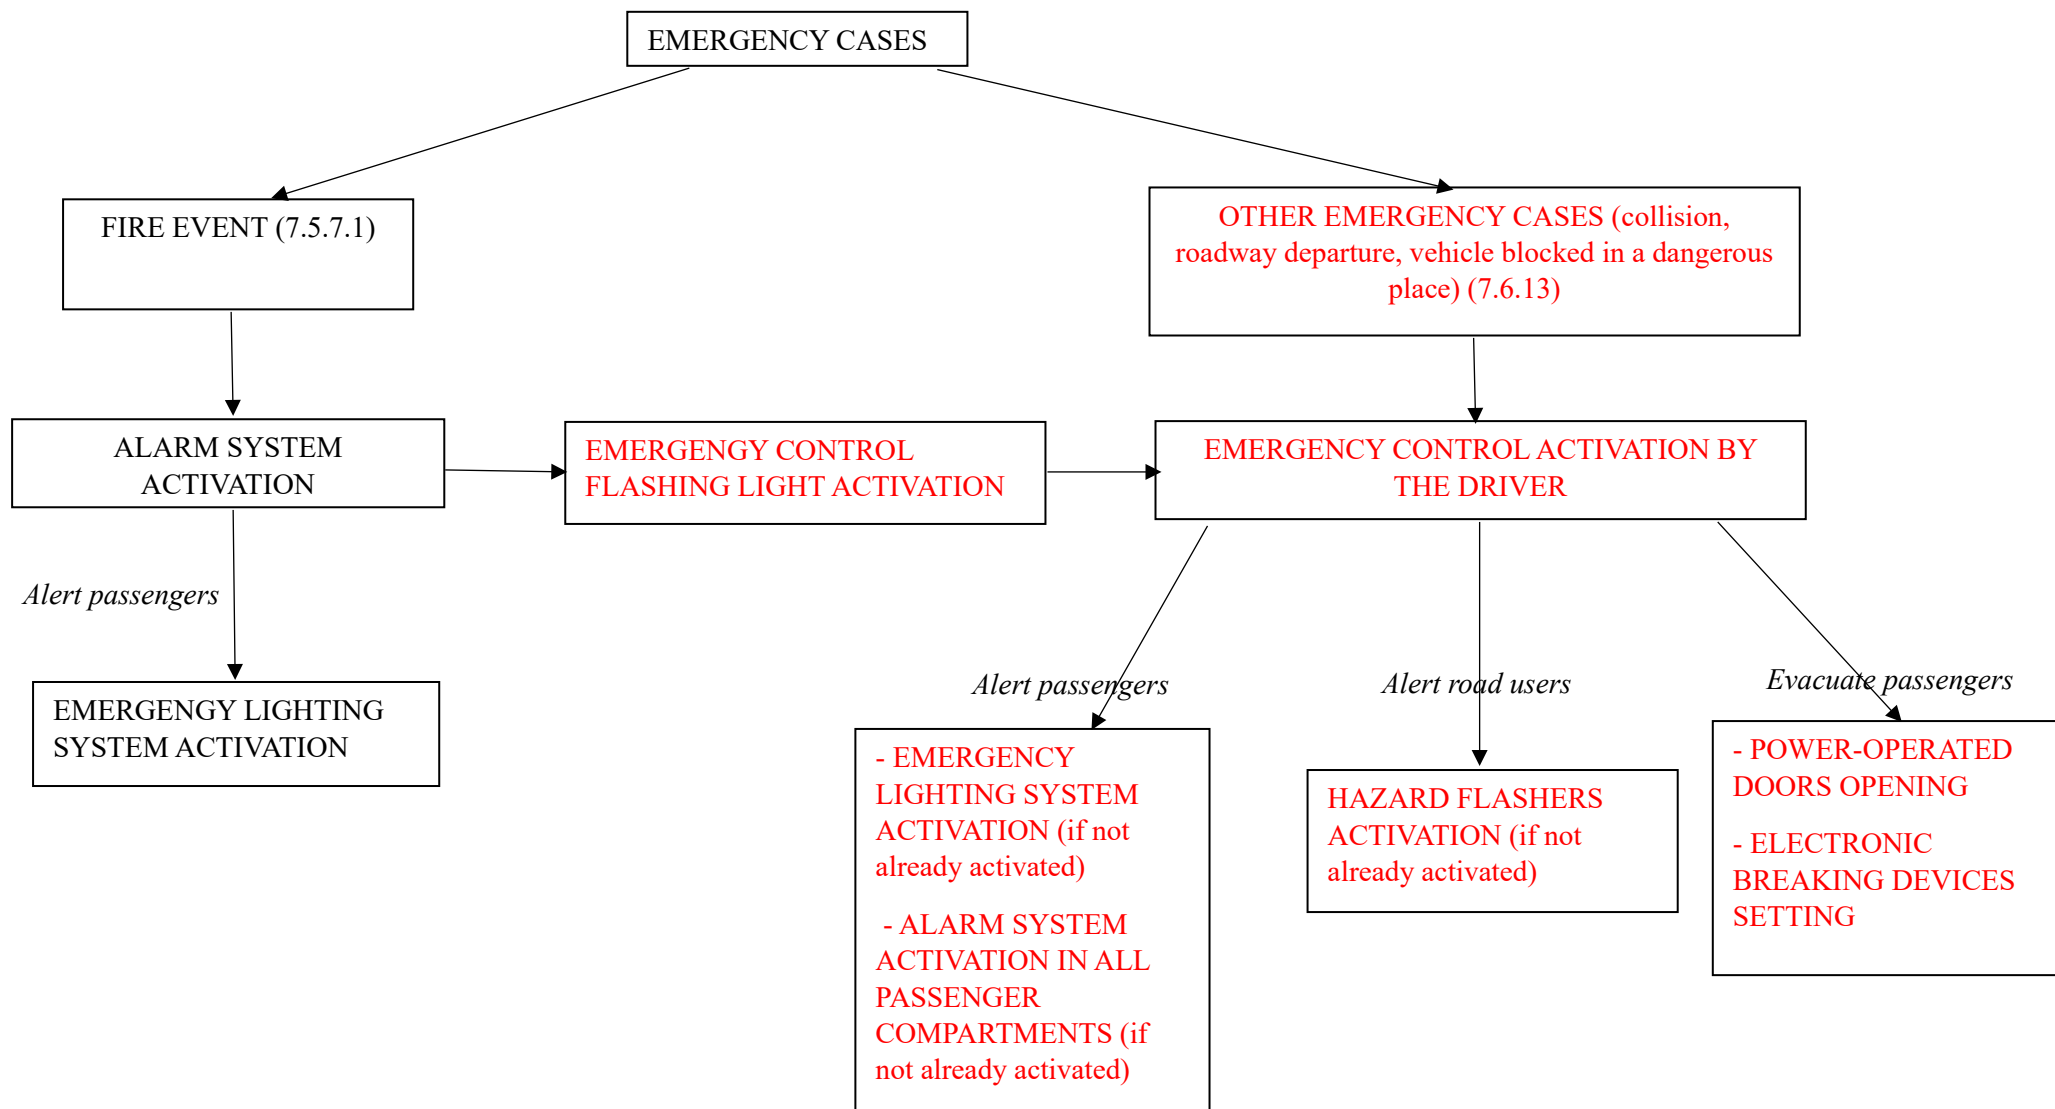 EMERGENCY CASES
FIRE EVENT (7.5.7.1)
OTHER EMERGENCY CASES (collision,
roadway departure, vehicle blocked in a dangerous
place) (7.6.13)
ALARM SYSTEM
ACTIVATION
EMERGENGY CONTROL
FLASHING LIGHT ACTIVATION
EMERGENCY CONTROL ACTIVATION BY
THE DRIVER
Alert passengers
EMERGENGY LIGHTING
SYSTEM ACTIVATION
Alert passengers
Alert road users
Evacuate passengers
- EMERGENCY
LIGHTING SYSTEM
ACTIVATION (if not
already activated)
- ALARM SYSTEM
ACTIVATION IN ALL
PASSENGER
COMPARTMENTS (if
not already activated)
HAZARD FLASHERS
ACTIVATION (if not
already activated)
- POWER-OPERATED
DOORS OPENING
- ELECTRONIC
BREAKING DEVICES
SETTING